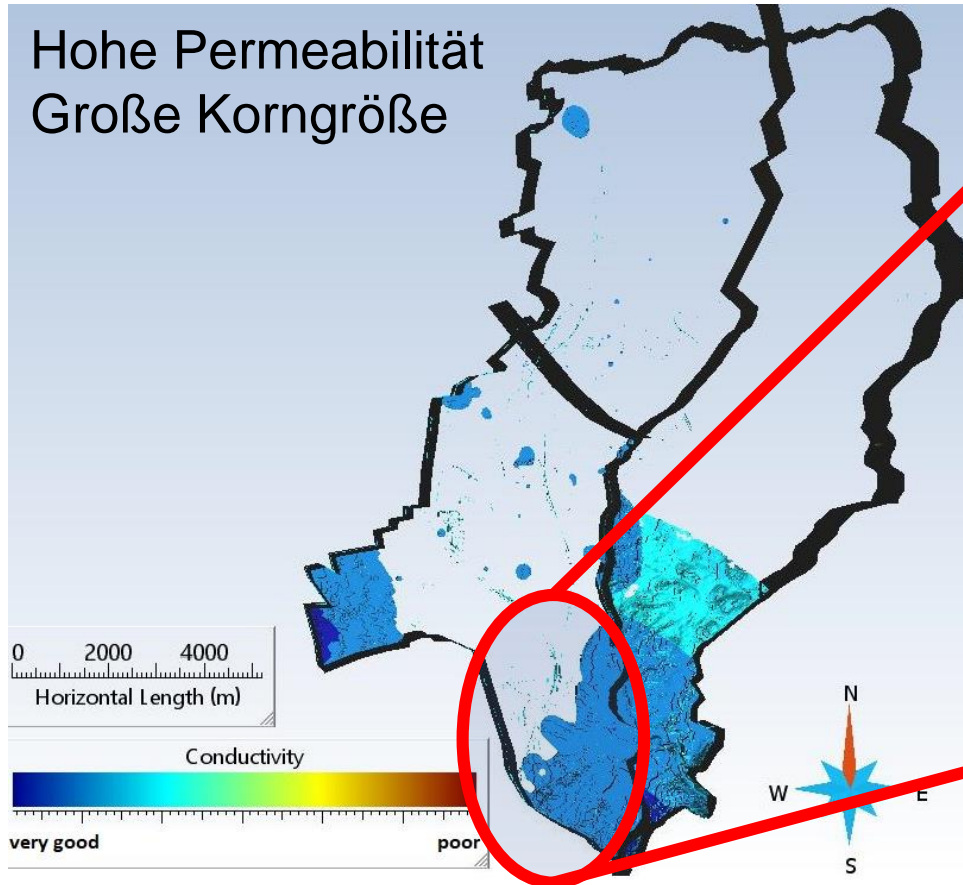 Hohe Permeabilität
Große Korngröße
0 2000 4000
Horizontal Length (m)
Conductivity
very good poor
N
W E
S